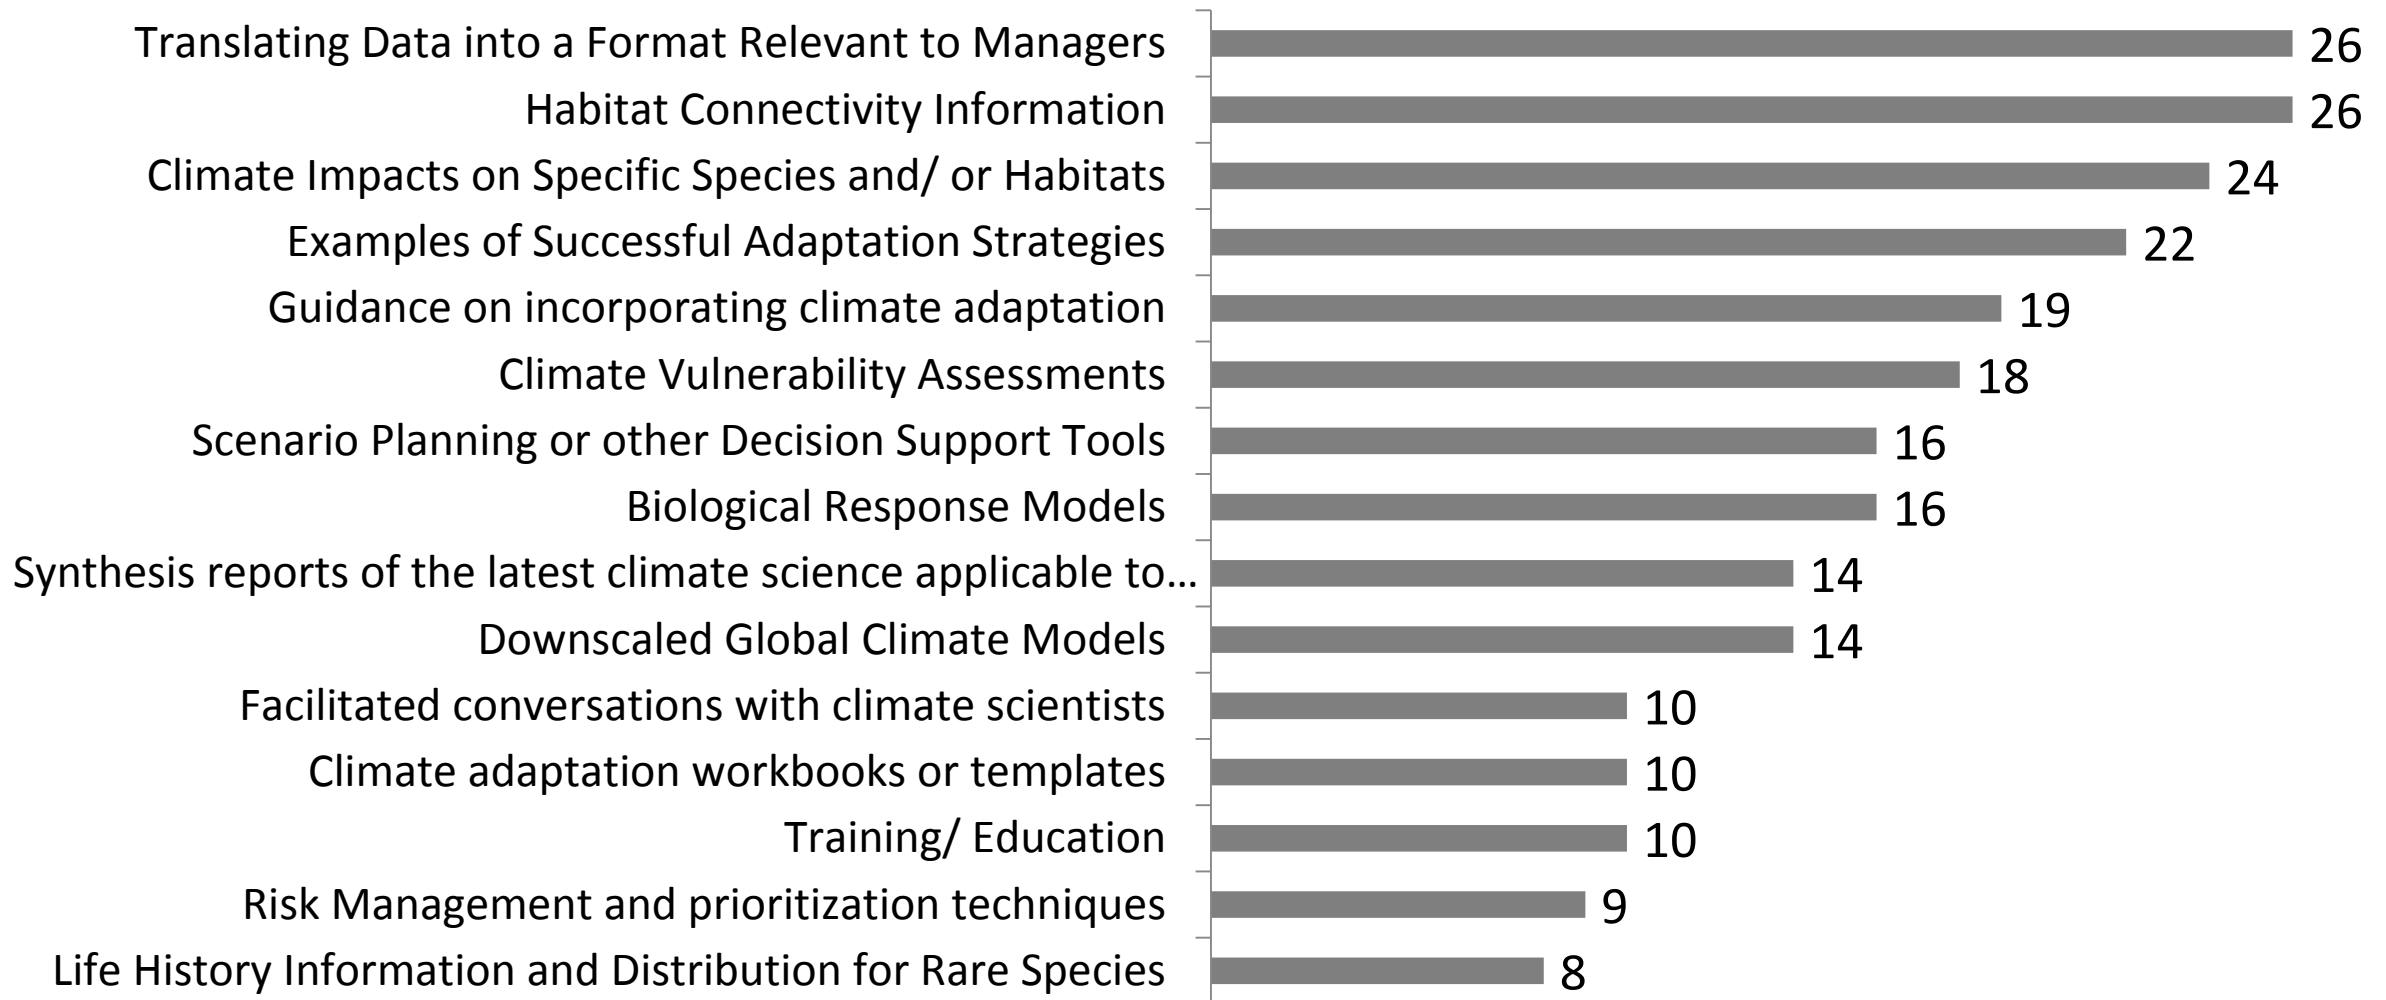 Translating Data into a Format Relevant to Managers 26
Habitat Connectivity Information 26
Climate Impacts on Specific Species and/ or Habitats 24
Examples of Successful Adaptation Strategies 22
Guidance on incorporating climate adaptation 19
Climate Vulnerability Assessments 18
Scenario Planning or other Decision Support Tools 16
Biological Response Models 16
Synthesis reports of the latest climate science applicable to… 14
Downscaled Global Climate Models 14
Facilitated conversations with climate scientists 10
Climate adaptation workbooks or templates 10
Training/ Education 10
Risk Management and prioritization techniques 9
Life History Information and Distribution for Rare Species 8